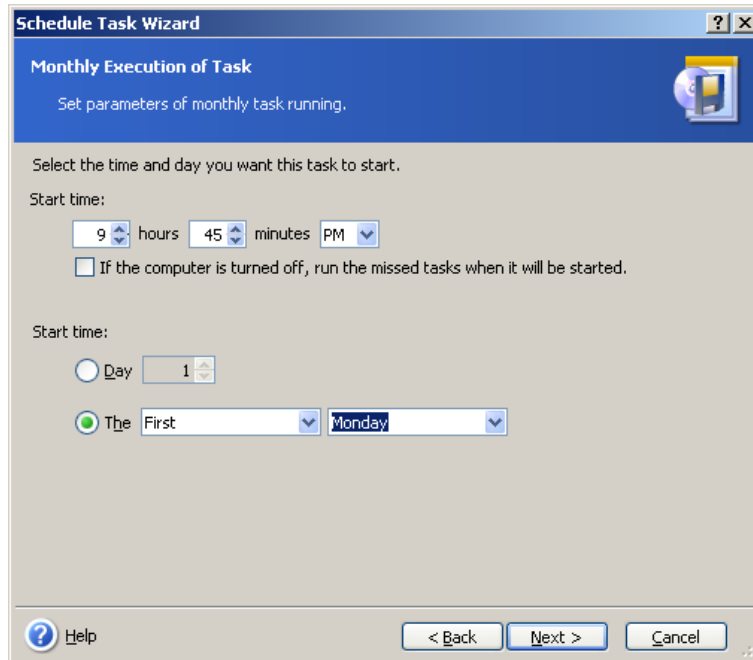 Schedule Task Wizard
Monthly Execution of Task
Set parameters of monthly task running.
Select the time and day you want this task to start.
Start time:
9 hours 45 minutes PM
If the computer is turned off, run the missed tasks when it will be started.
Start time:
Day 1
The First Monday
Help < Back Next > Cancel